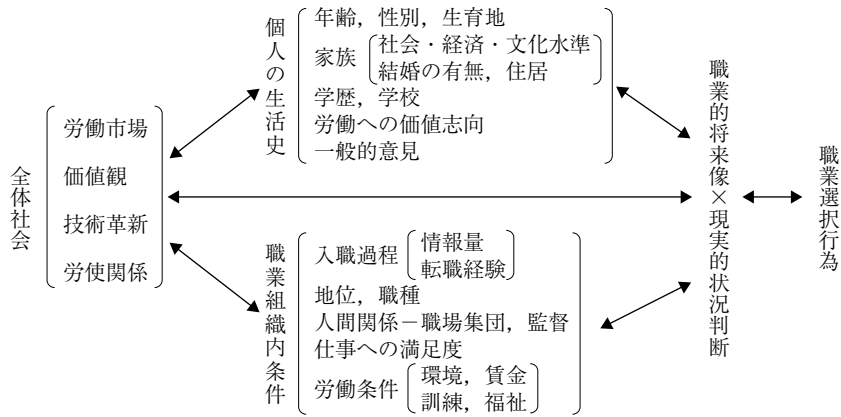 全体社会
労働市場
価値観
技術革新
労使関係
個人の生活史
年齢，性別，生育地
家族
社会・経済・文化水準
結婚の有無，住居
学歴，学校
労働への価値志向
一般的意見
職業組織内条件
入職過程
情報量
転職経験
地位，職種
人間関係－職場集団，監督
仕事への満足度
労働条件
環境，賃金
訓練，福祉
職業的将来像×現実的状況判断
職業選択行為